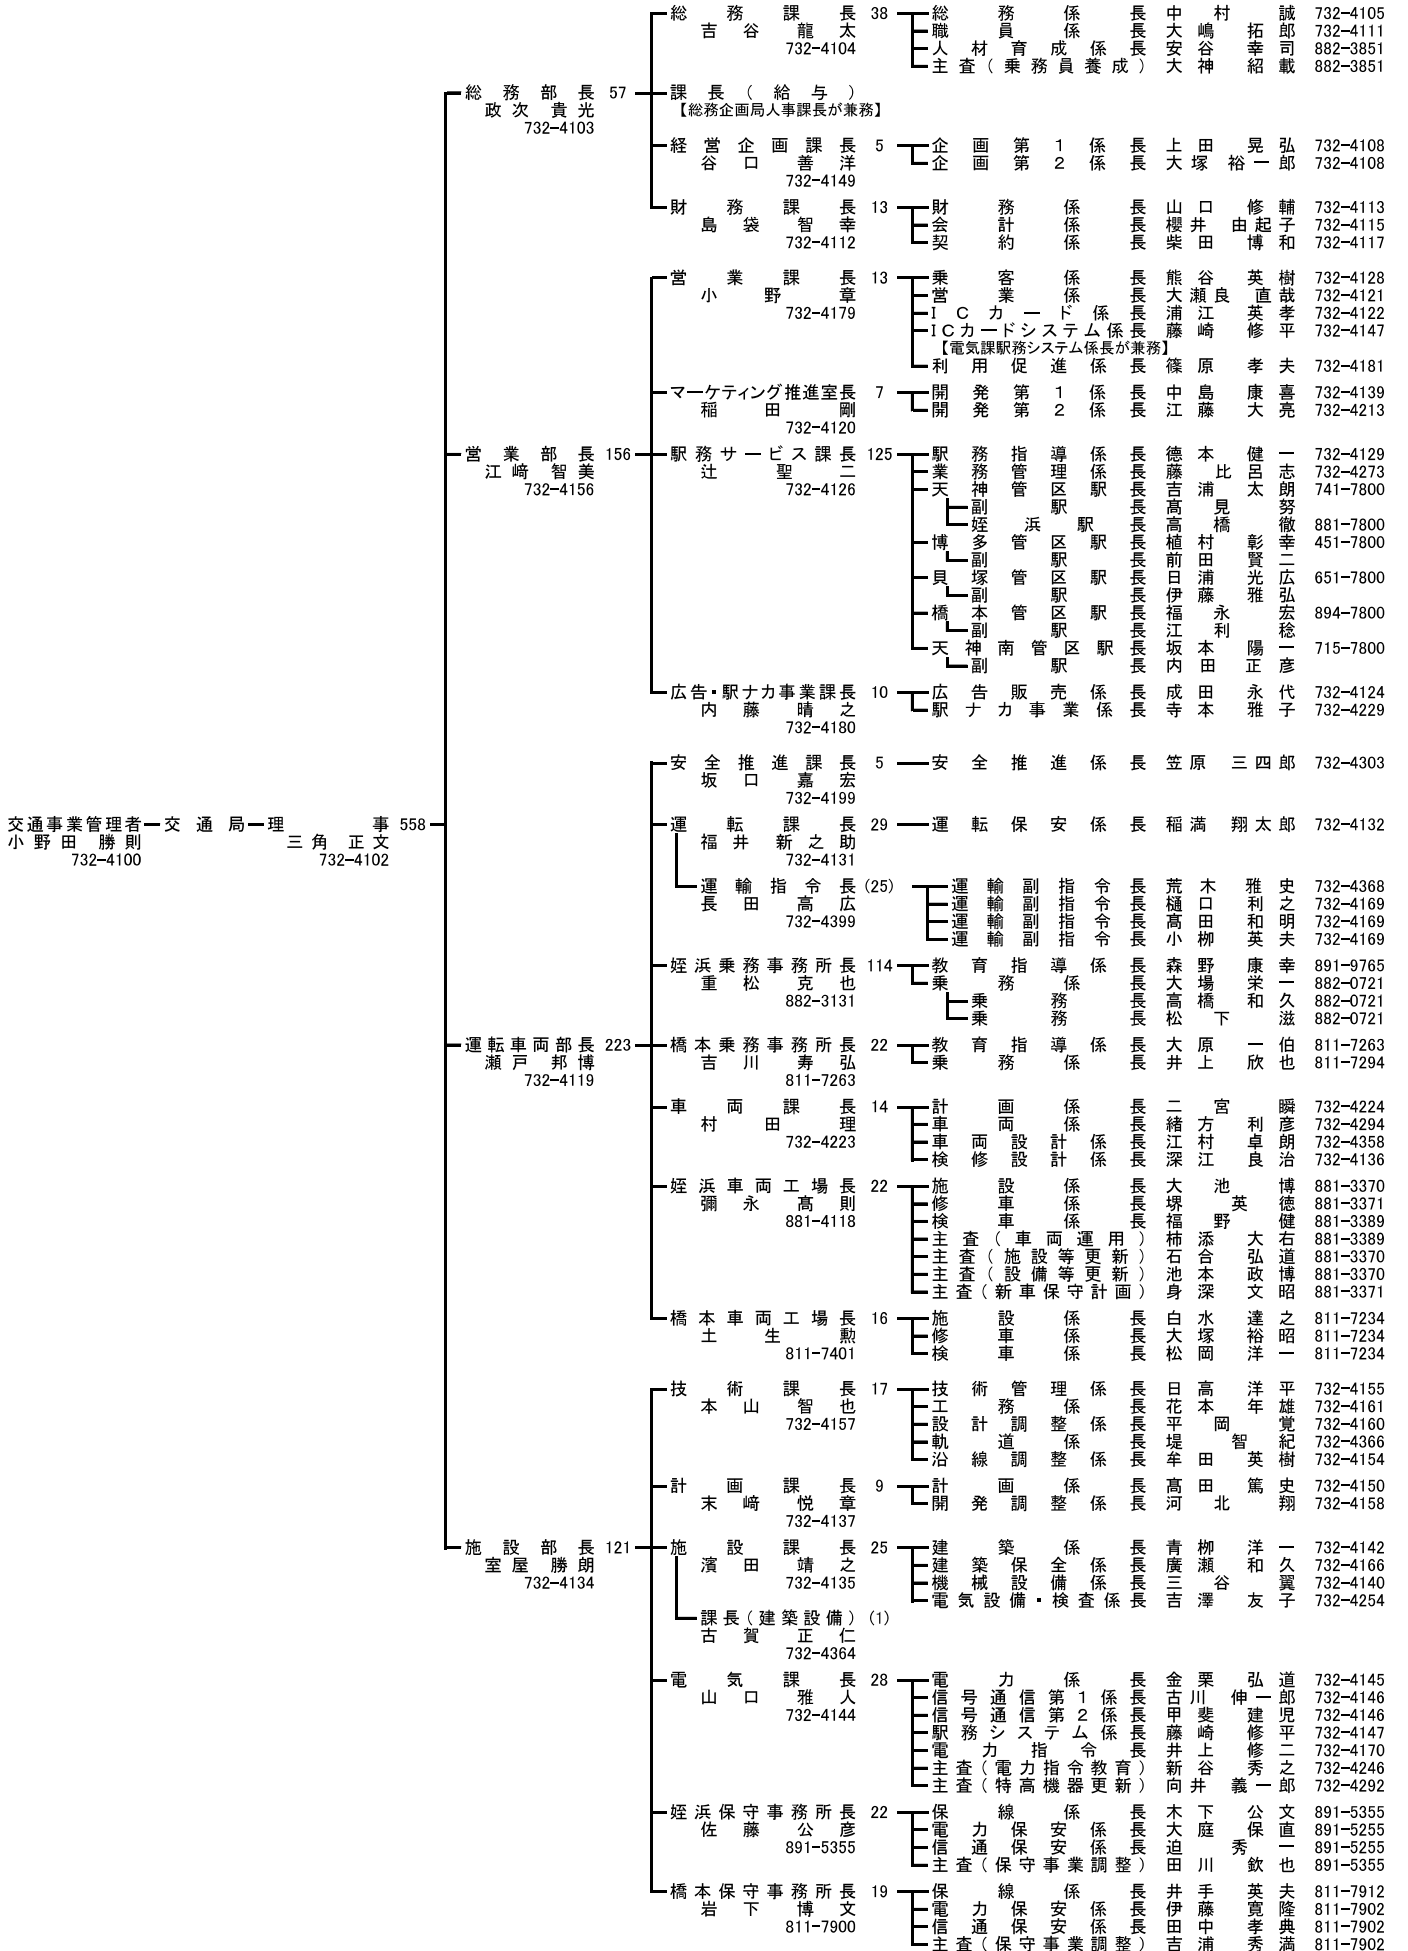 交通事業管理者 交通局 理事 558
小野田勝則 三角正文
732-4100 732-4102
総務部長 57
政次貴光
732-4103
総務課長 38
吉谷龍太
732-4104
総務係長 中村誠 732-4105
職員係長 大嶋拓郎 732-4111
人材育成係長 安谷幸司 882-3851
主査(乗務員養成) 大神紹載 882-3851
課長(給与)
【総務企画局人事課長が兼務】
経営企画課長 5
谷口善洋
732-4149
企画第1係長 上田晃弘 732-4108
企画第2係長 大塚裕一郎 732-4108
財務課長 13
島袋智幸
732-4112
財務係長 山口修輔 732-4113
会計係長 櫻井由起子 732-4115
契約係長 柴田博和 732-4117
営業部長 156
江﨑智美
732-4156
営業課長 13
小野章
732-4179
乗客係長 熊谷英樹 732-4128
営業係長 大瀬良直哉 732-4121
ICカード係長 浦江英孝 732-4122
ICカードシステム係長 藤崎修平 732-4147
【電気課駅務システム係長が兼務】
利用促進係長 篠原孝夫 732-4181
マーケティング推進室長 7
稲田剛
732-4120
開発第1係長 中島康喜 732-4139
開発第2係長 江藤大亮 732-4213
駅務サービス課長 125
辻聖二
732-4126
駅務指導係長 德本健一 732-4129
業務管理係長 藤比呂志 732-4273
天神管区駅長 吉浦太朗 741-7800
副駅長 髙見努
姪浜駅長 高橋徹 881-7800
博多管区駅長 植村彰幸 451-7800
副駅長 前田賢二
貝塚管区駅長 日浦光広 651-7800
副駅長 伊藤雅弘
橋本管区駅長 福永宏 894-7800
副駅長 江利稔
天神南管区駅長 坂本陽一 715-7800
副駅長 内田正彦
広告・駅ナカ事業課長 10
内藤晴之
732-4180
広告販売係長 成田永代 732-4124
駅ナカ事業係長 寺本雅子 732-4229
運転車両部長 223
瀬戸邦博
732-4119
安全推進課長 5
坂口嘉宏
732-4199
安全推進係長 笠原三四郎 732-4303
運転課長 29
福井新之助
732-4131
運転保安係長 稲満翔太郎 732-4132
運輸指令長 (25)
長田高広
732-4399
運輸副指令長 荒木雅史 732-4368
運輸副指令長 樋口利之 732-4169
運輸副指令長 髙田和明 732-4169
運輸副指令長 小栁英夫 732-4169
姪浜乗務事務所長 114
重松克也
882-3131
教育指導係長 森野康幸 891-9765
乗務係長 大場栄一 882-0721
乗務長 高橋和久 882-0721
乗務長 松下滋 882-0721
橋本乗務事務所長 22
吉川寿弘
811-7263
教育指導係長 大原一伯 811-7263
乗務係長 井上欣也 811-7294
車両課長 14
村田理
732-4223
計画係長 二宮瞬 732-4224
車両係長 緒方利彦 732-4294
車両設計係長 江村卓朗 732-4358
検修設計係長 深江良治 732-4136
姪浜車両工場長 22
彌永髙則
881-4118
施設係長 大池博 881-3370
修車係長 堺英徳 881-3371
検車係長 福野健 881-3389
主査(車両運用) 柿添大右 881-3389
主査(施設等更新) 石合弘道 881-3370
主査(設備等更新) 池本政博 881-3370
主査(新車保守計画) 身深文昭 881-3371
橋本車両工場長 16
土生勲
811-7401
施設係長 白水達之 811-7234
修車係長 大塚裕昭 811-7234
検車係長 松岡洋一 811-7234
施設部長 121
室屋勝朗
732-4134
技術課長 17
本山智也
732-4157
技術管理係長 日高洋平 732-4155
工務係長 花本年雄 732-4161
設計調整係長 平岡覚 732-4160
軌道係長 堤智紀 732-4366
沿線調整係長 牟田英樹 732-4154
計画課長 9
末﨑悦章
732-4137
計画係長 髙田篤史 732-4150
開発調整係長 河北翔 732-4158
施設課長 25
濱田靖之
732-4135
建築係長 青栁洋一 732-4142
建築保全係長 廣瀬和久 732-4166
機械設備係長 三谷翼 732-4140
電気設備・検査係長 吉澤友子 732-4254
課長(建築設備) (1)
古賀正仁
732-4364
電気課長 28
山口雅人
732-4144
電力係長 金栗弘道 732-4145
信号通信第1係長 古川伸一郎 732-4146
信号通信第2係長 甲斐建児 732-4146
駅務システム係長 藤崎修平 732-4147
電力指令長 井上修二 732-4170
主査(電力指令教育) 新谷秀之 732-4246
主査(特高機器更新) 向井義一郎 732-4292
姪浜保守事務所長 22
佐藤公彦
891-5355
保線係長 木下公文 891-5355
電力保安係長 大庭保直 891-5255
信通保安係長 迫秀一 891-5255
主査(保守事業調整) 田川欽也 891-5355
橋本保守事務所長 19
岩下博文
811-7900
保線係長 井手英夫 811-7912
電力保安係長 伊藤寛隆 811-7902
信通保安係長 田中孝典 811-7902
主査(保守事業調整) 吉浦秀満 811-7902